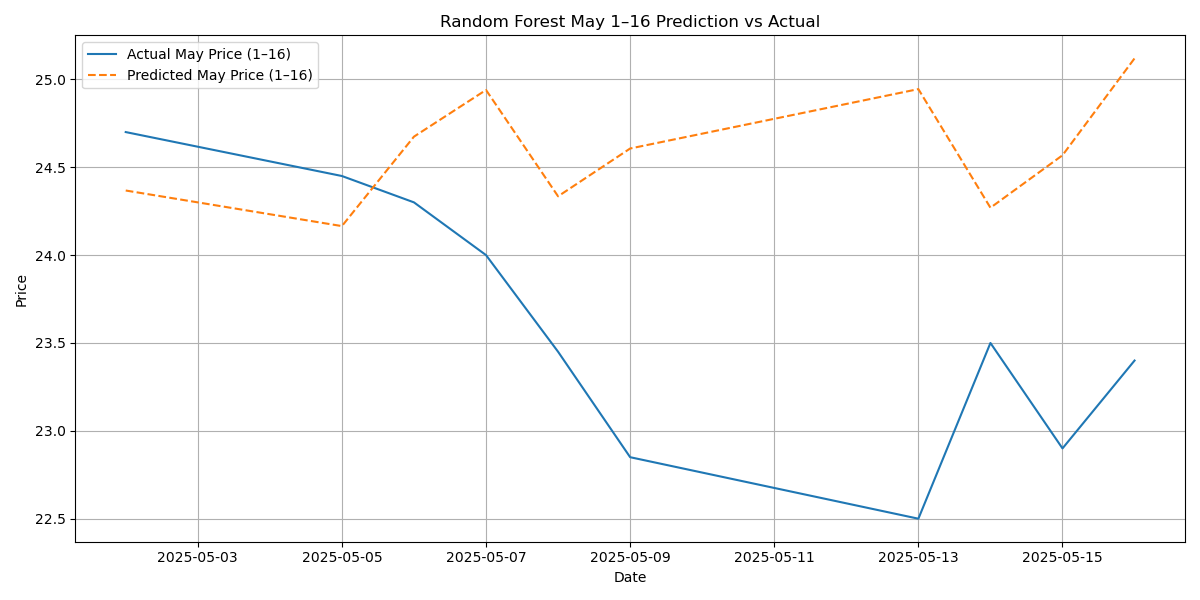 Random Forest May 1–16 Prediction vs Actual
Actual May Price (1–16)
Predicted May Price (1–16)
Price
25.0
24.5
24.0
23.5
23.0
22.5
2025-05-03
2025-05-05
2025-05-07
2025-05-09
2025-05-11
2025-05-13
2025-05-15
Date